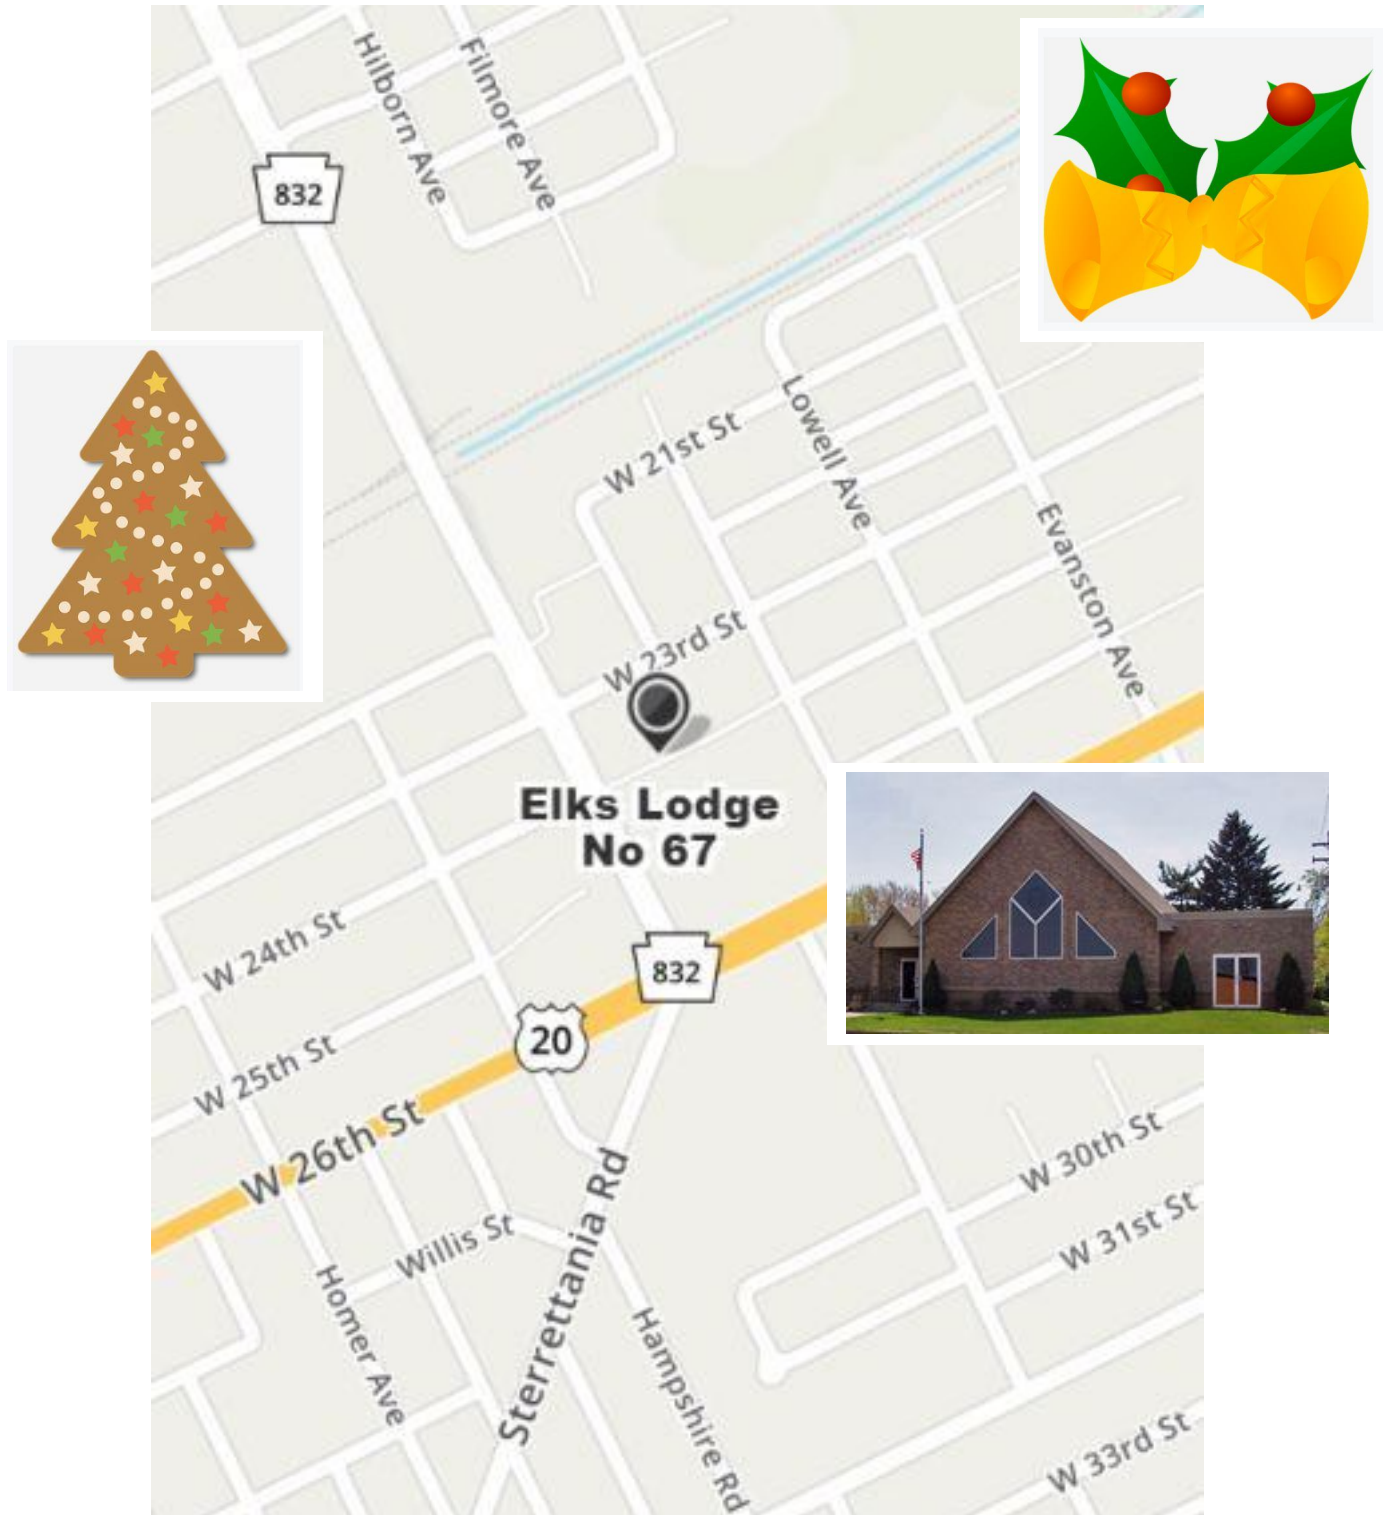 Hilborn Ave
Filmore Ave
832
Lowell Ave
W 21st St
Evanston Ave
W 23rd St
Elks Lodge
No 67
W 24th St
832
20
W 25th St
W 26th St
W 30th St
W 31st St
Willis St
Sterrettania Rd
Homer Ave
Hampshire Rd
W 33rd St